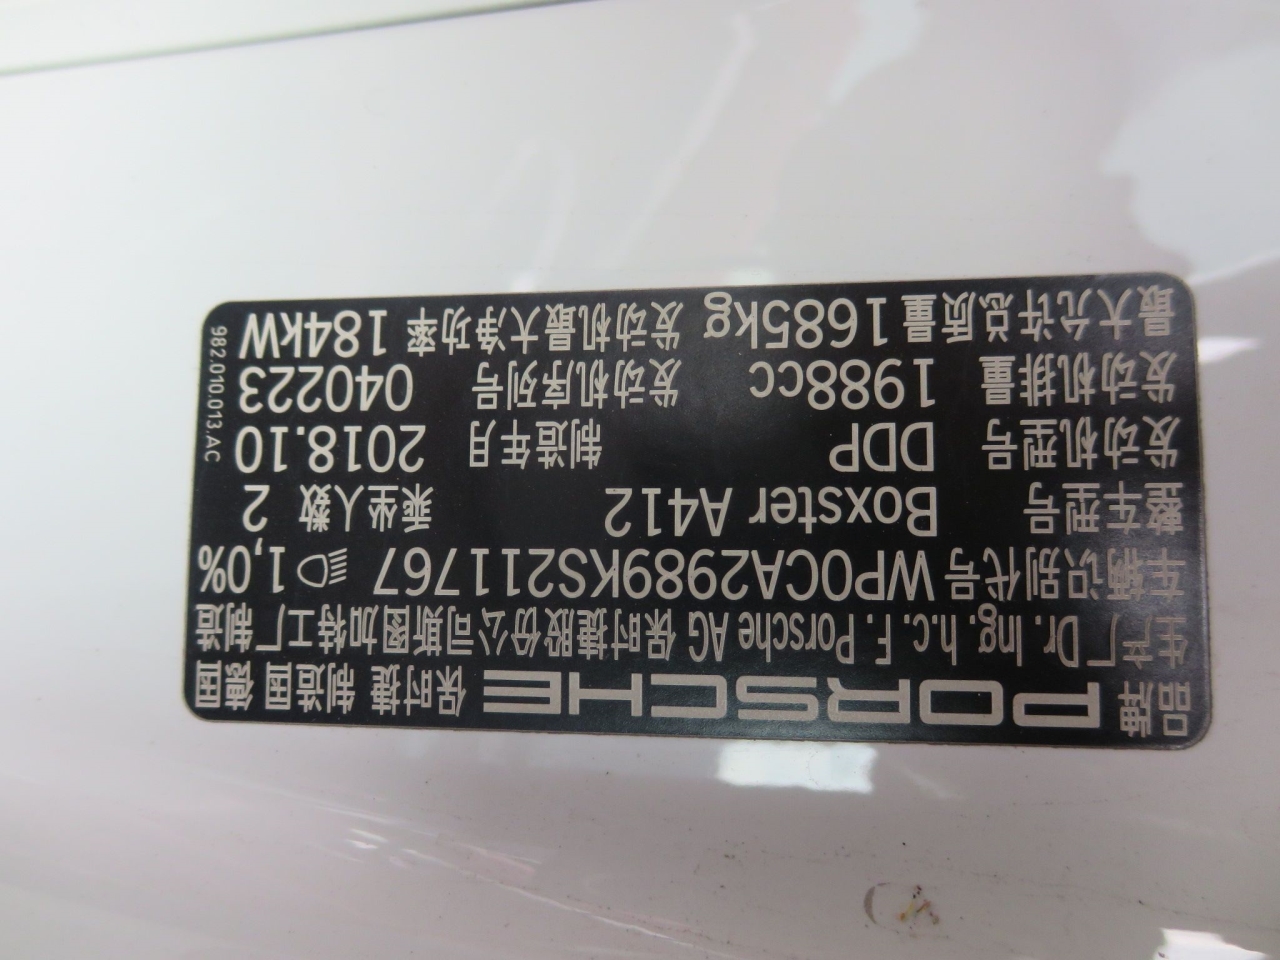 品牌 PORSCHE 保时捷 制造国 德国
生产厂 Dr. Ing. h.c. F. Porsche AG 保时捷股份公司斯图加特工厂制造
车辆识别代号 WP0CA2989KS211767 1,0%
整车型号 Boxster A412 乘坐人数 2
发动机型号 DDP 制造年月 2018.10
发动机排量 1988cc 发动机序列号 040223
最大允许总质量 1685kg 发动机最大净功率 184kW
982.010.013.AC